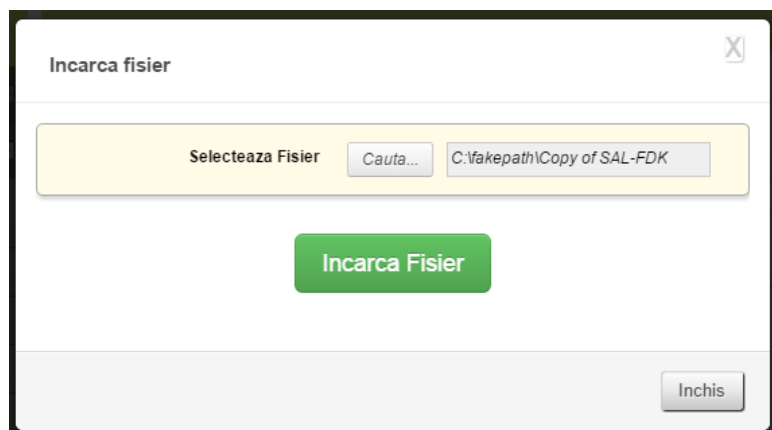 Incarca fisier
X
Selecteaza Fisier Cauta... C:\fakepath\Copy of SAL-FDK
Incarca Fisier
Inchis